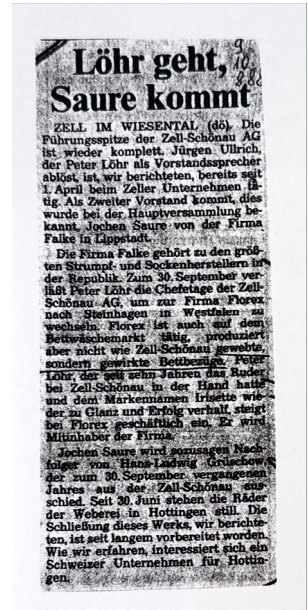 9.
10.
8.88
Löhr geht,
Saure kommt
ZELL IM WIESENTAL (dö). Die
Führungsspitze der Zell-Schönau AG
ist wieder komplett. Jürgen Ullrich,
der Peter Löhr als Vorstandssprecher
ablöst, ist, wir berichteten, bereits seit
1. April beim Zeller Unternehmen tä-
tig. Als Zweiter Vorstand kommt, dies
wurde bei der Hauptversammlung be-
kannt, Jochen Saure von der Firma
Falke in Lippstadt.
Die Firma Falke gehört zu den größ-
ten Strumpf- und Sockenherstellern in
der Republik. Zum 30. September ver-
läßt Peter Löhr die Chefetage der Zell-
Schönau AG, um zur Firma Florex
nach Steinhagen in Westfalen zu
wechseln. Florex ist auch auf dem
Bettwäschemarkt tätig, produziert
aber nicht wie Zell-Schönau gewebte,
sondern gewirkte Bettbezüge. Peter
Löhr, der seit zehn Jahren das Ruder
bei Zell-Schönau in der Hand hatte
und dem Markennamen Irisette wie-
der zu Glanz und Erfolg verhalf, steigt
bei Florex geschäftlich ein. Er wird
Mitinhaber der Firma.
Jochen Saure wird sozusagen Nach-
folger von Hans-Ludwig Grüschow,
der zum 30. September vergangenen
Jahres aus der Zell-Schönau aus-
schied. Seit 30. Juni stehen die Räder
der Weberei in Hottingen still. Die
Schließung dieses Werks, wir berichte-
ten, ist seit langem vorbereitet worden.
Wie wir erfahren, interessiert sich ein
Schweizer Unternehmen für Hottin-
gen.